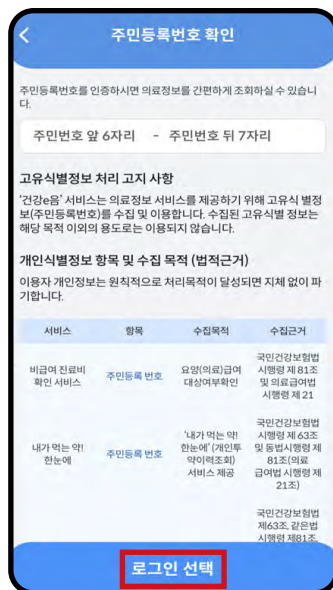 주민등록번호 확인
주민등록번호를 인증하시면 의료정보를 간편하게 조회하실 수 있습니
다.
주민번호 앞 6자리 - 주민번호 뒤 7자리
고유식별정보 처리 고지 사항
'건강e음' 서비스는 의료정보 서비스를 제공하기 위해 고유식 별정
보(주민등록번호)를 수집 및 이용합니다. 수집된 고유식별 정보는
해당 목적 이외의 용도로는 이용되지 않습니다.
개인식별정보 항목 및 수집 목적 (법적근거)
이용자 개인정보는 원칙적으로 처리목적이 달성되면 지체 없이 파
기합니다.
서비스 항목 수집목적 수집근거
비급여 진료비
확인 서비스
주민등록 번호
요양(의료)급여
대상여부확인
국민건강보험법
시행령 제 81조
및 의료급여법
시행령 제 21
내가 먹는 약!
한눈에
주민등록 번호
'내가 먹는 약!
한눈에' (개인투
약이력조회)
서비스 제공
국민건강보험법
시행령 제 63조
및 동법시행령 제
81조(의료
급여법 시행령 제
21조)
국민건강보험법
제63조, 같은법
시행령 제81조,
로그인 선택